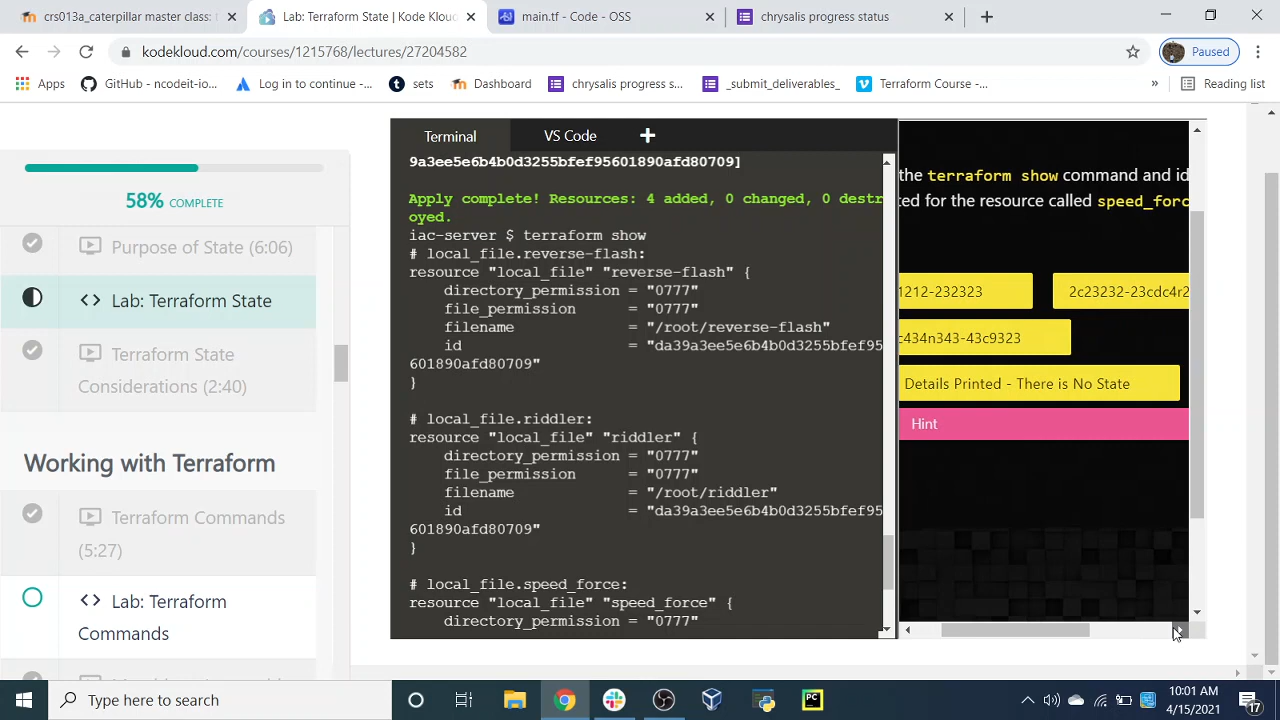 its013a_caterpillar master class: t
Lab: Terraform State | Kode Klou
main.tf - Code - OSS
chrysalis progress status
kodekloud.com/courses/1215768/lectures/27204582
Paused
Apps
GitHub - ncodeit-io...
Log in to continue -...
sets
Dashboard
chrysalis progress s...
_submit_deliverables_
Terraform Course -...
»
Reading list
58% COMPLETE
Purpose of State (6:06)
<> Lab: Terraform State
Terraform State
Considerations (2:40)
Working with Terraform
Terraform Commands
(5:27)
<> Lab: Terraform
Commands
Terminal
VS Code
+
9a3ee5e6b4b0d3255bfef95601890afd80709]
Apply complete! Resources: 4 added, 0 changed, 0 destr
oyed.
iac-server $ terraform show
# local_file.reverse-flash:
resource "local_file" "reverse-flash" {
directory_permission = "0777"
file_permission = "0777"
filename = "/root/reverse-flash"
id = "da39a3ee5e6b4b0d3255bfef95
601890afd80709"
}
# local_file.riddler:
resource "local_file" "riddler" {
directory_permission = "0777"
file_permission = "0777"
filename = "/root/riddler"
id = "da39a3ee5e6b4b0d3255bfef95
601890afd80709"
}
# local_file.speed_force:
resource "local_file" "speed_force" {
directory_permission = "0777"
the terraform show command and id
ted for the resource called speed_forc
1212-232323
2c23232-23cdc4r2
c434n343-43c9323
Details Printed - There is No State
Hint
Type here to search
10:01 AM
4/15/2021
17